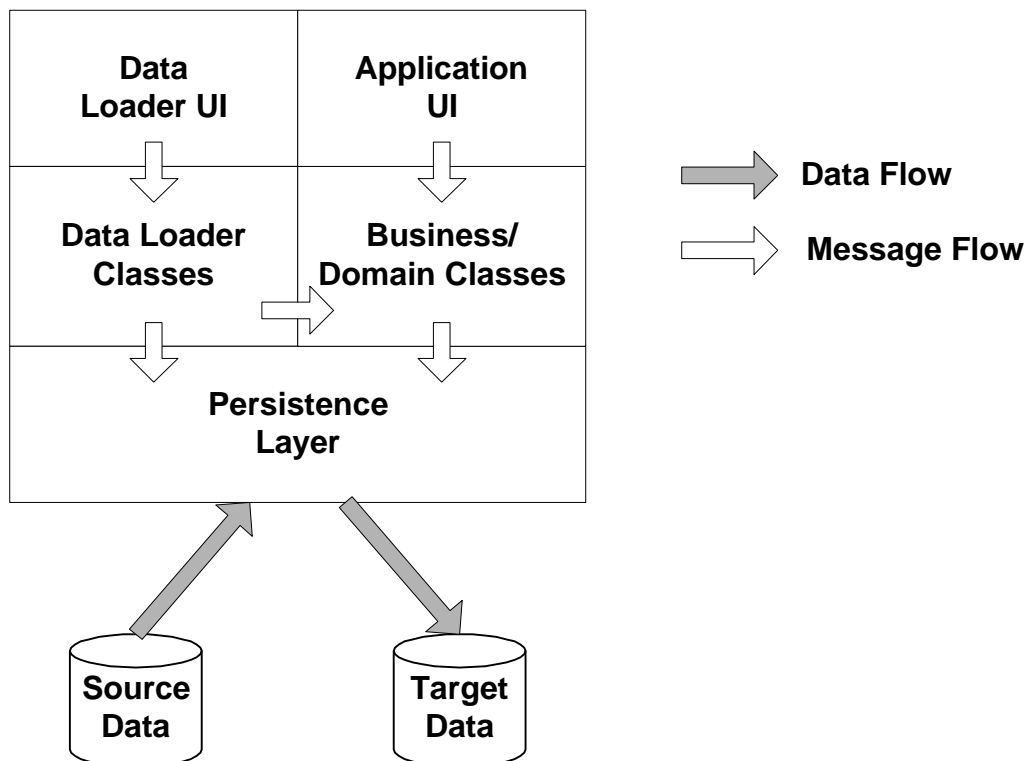 Data
Loader UI
Application
UI
Data Loader
Classes
Business/
Domain Classes
Persistence
Layer
Source
Data
Target
Data
Data Flow
Message Flow